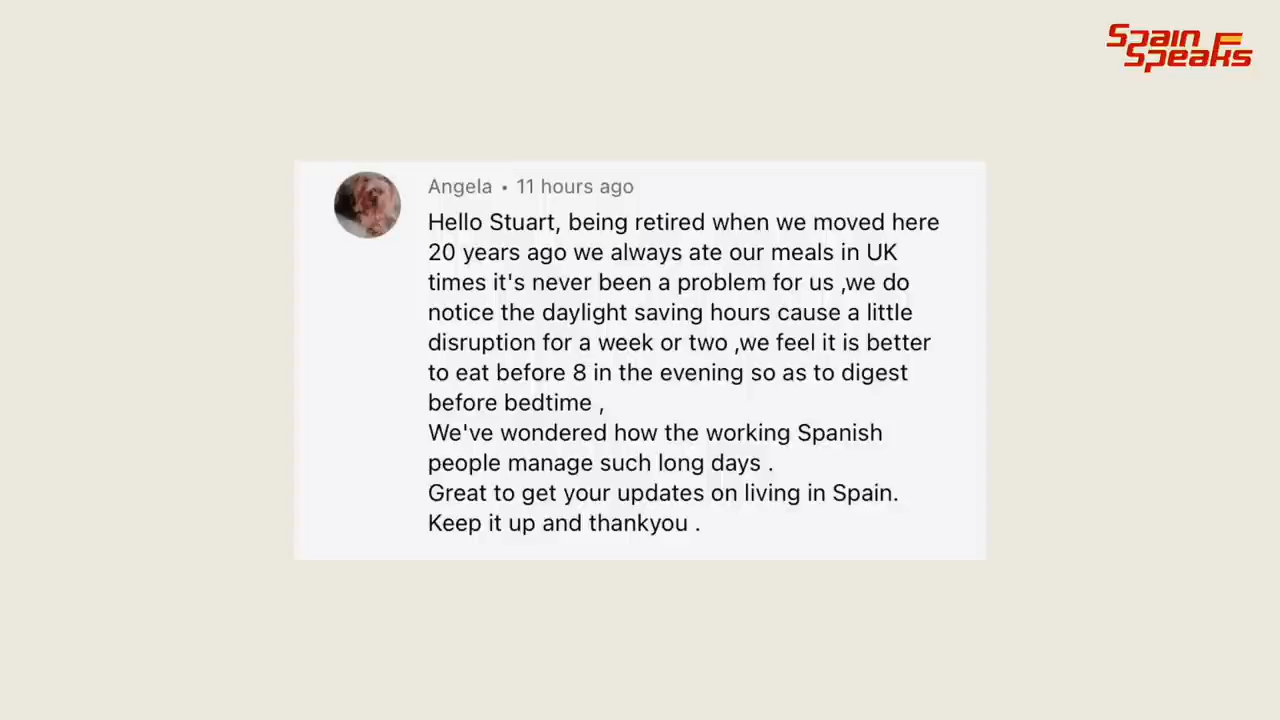 Spain
Speaks
Angela • 11 hours ago
Hello Stuart, being retired when we moved here
20 years ago we always ate our meals in UK
times it's never been a problem for us ,we do
notice the daylight saving hours cause a little
disruption for a week or two ,we feel it is better
to eat before 8 in the evening so as to digest
before bedtime ,
We've wondered how the working Spanish
people manage such long days .
Great to get your updates on living in Spain.
Keep it up and thankyou .